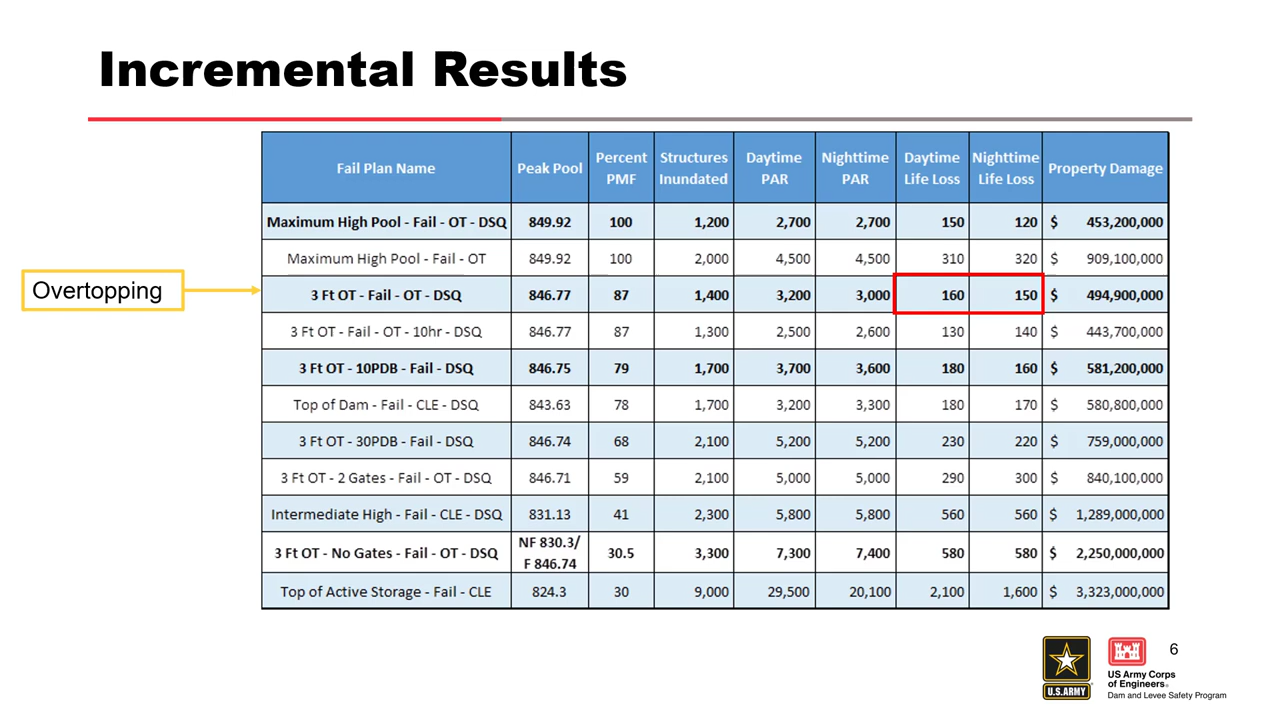 Incremental Results
Fail Plan Name Peak Pool Percent PMF Structures Inundated Daytime PAR Nighttime PAR Daytime Life Loss Nighttime Life Loss Property Damage
Maximum High Pool - Fail - OT - DSQ 849.92 100 1,200 2,700 2,700 150 120 $ 453,200,000
Maximum High Pool - Fail - OT 849.92 100 2,000 4,500 4,500 310 320 $ 909,100,000
Overtopping
3 Ft OT - Fail - OT - DSQ 846.77 87 1,400 3,200 3,000 160 150 $ 494,900,000
3 Ft OT - Fail - OT - 10hr - DSQ 846.77 87 1,300 2,500 2,600 130 140 $ 443,700,000
3 Ft OT - 10PDB - Fail - DSQ 846.75 79 1,700 3,700 3,600 180 160 $ 581,200,000
Top of Dam - Fail - CLE - DSQ 843.63 78 1,700 3,200 3,300 180 170 $ 580,800,000
3 Ft OT - 30PDB - Fail - DSQ 846.74 68 2,100 5,200 5,200 230 220 $ 759,000,000
3 Ft OT - 2 Gates - Fail - OT - DSQ 846.71 59 2,100 5,000 5,000 290 300 $ 840,100,000
Intermediate High - Fail - CLE - DSQ 831.13 41 2,300 5,800 5,800 560 560 $ 1,289,000,000
3 Ft OT - No Gates - Fail - OT - DSQ NF 830.3/ F 846.74 30.5 3,300 7,300 7,400 580 580 $ 2,250,000,000
Top of Active Storage - Fail - CLE 824.3 30 9,000 29,500 20,100 2,100 1,600 $ 3,323,000,000
6
U.S.ARMY
US Army Corps
of Engineers®
Dam and Levee Safety Program